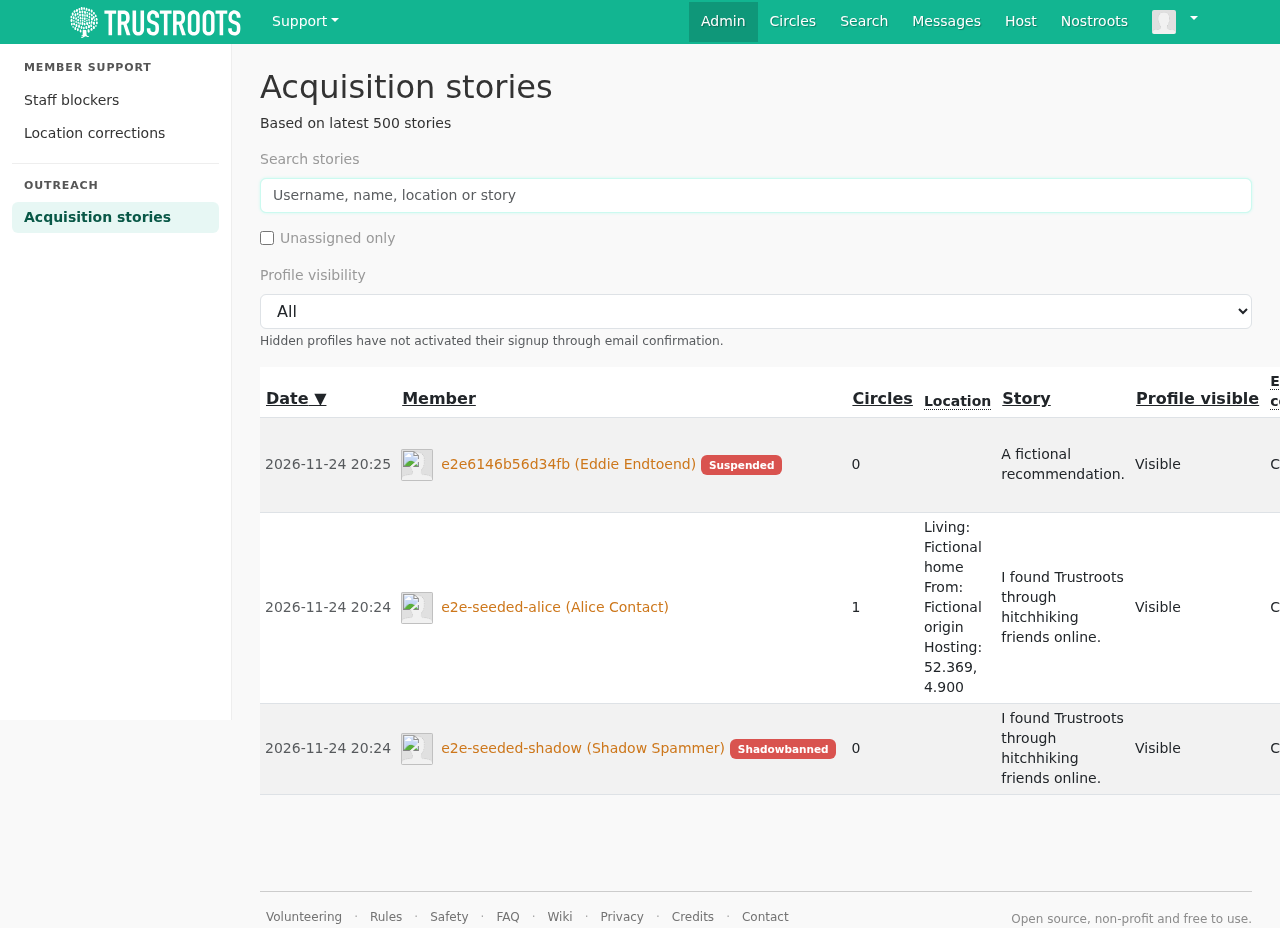 TRUSTROOTS Support Admin Circles Search Messages Host Nostroots
MEMBER SUPPORT
Staff blockers
Location corrections
OUTREACH
Acquisition stories
Acquisition stories
Based on latest 500 stories
Search stories
Username, name, location or story
Unassigned only
Profile visibility
All
Hidden profiles have not activated their signup through email confirmation.
Date ▼ Member Circles Location Story Profile visible
2026-11-24 20:25 e2e6146b56d34fb (Eddie Endtoend) Suspended 0 A fictional recommendation. Visible
2026-11-24 20:24 e2e-seeded-alice (Alice Contact) 1
Living:
Fictional
home
From:
Fictional
origin
Hosting:
52.369,
4.900
I found Trustroots
through
hitchhiking
friends online.
Visible
2026-11-24 20:24 e2e-seeded-shadow (Shadow Spammer) Shadowbanned 0
I found Trustroots
through
hitchhiking
friends online.
Visible
Volunteering · Rules · Safety · FAQ · Wiki · Privacy · Credits · Contact
Open source, non-profit and free to use.